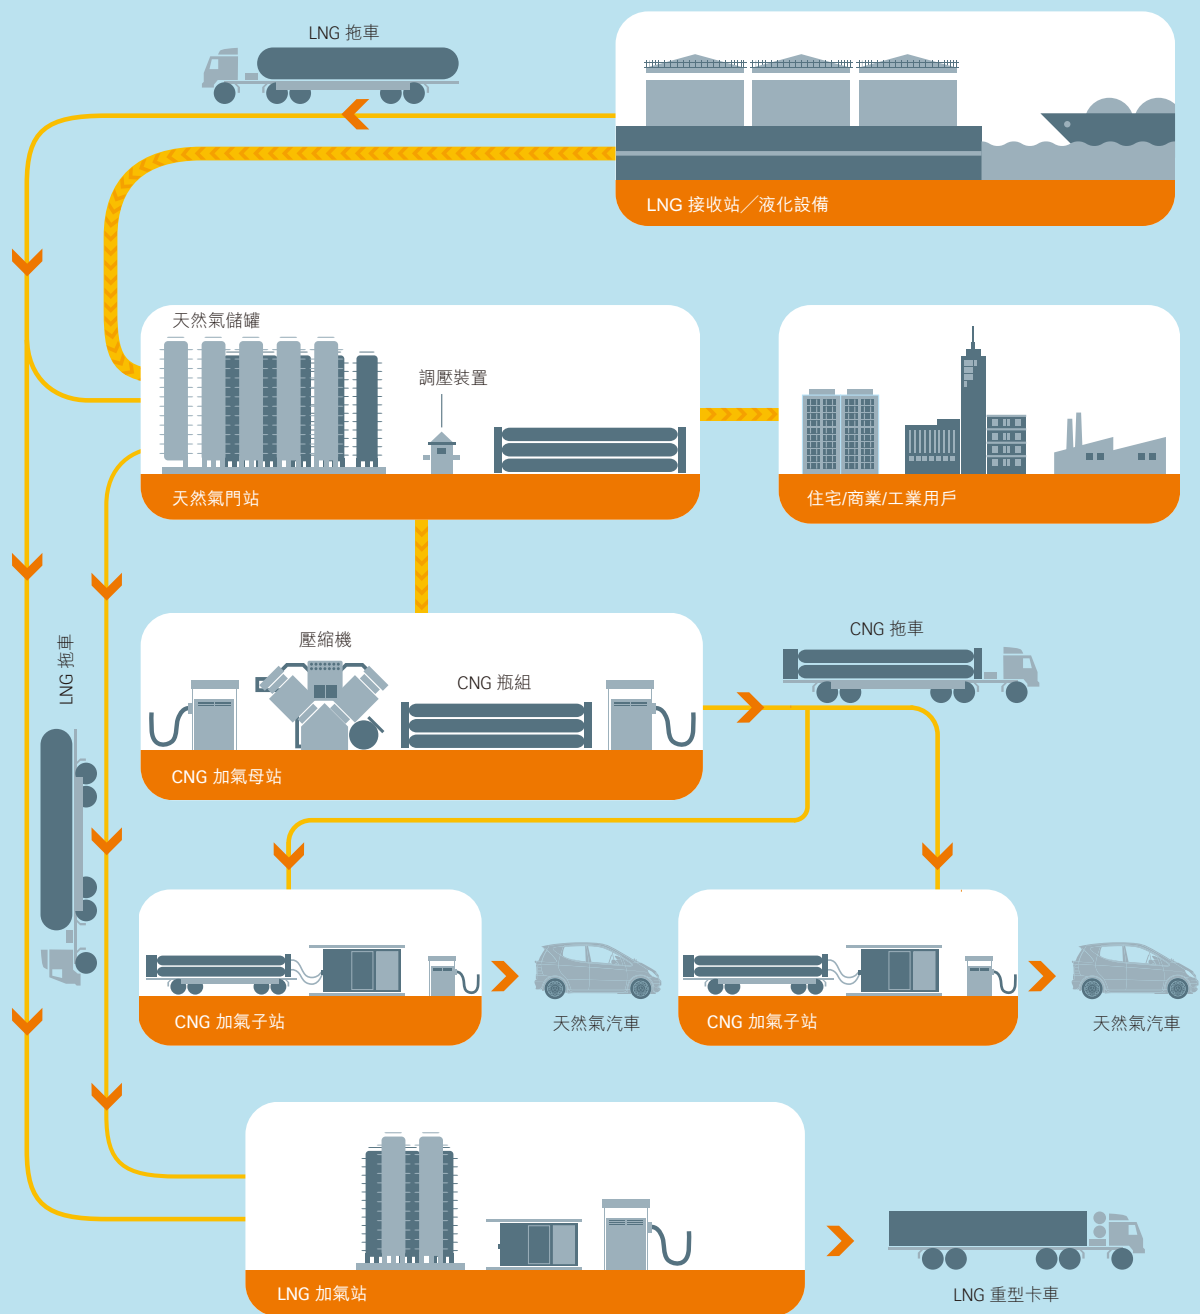 LNG 拖車
LNG 接收站／液化設備
天然氣儲罐
調壓裝置
天然氣門站
住宅/商業/工業用戶
LNG 拖車
壓縮機
CNG 瓶組
CNG 加氣母站
CNG 拖車
CNG 加氣子站
天然氣汽車
CNG 加氣子站
天然氣汽車
LNG 加氣站
LNG 重型卡車